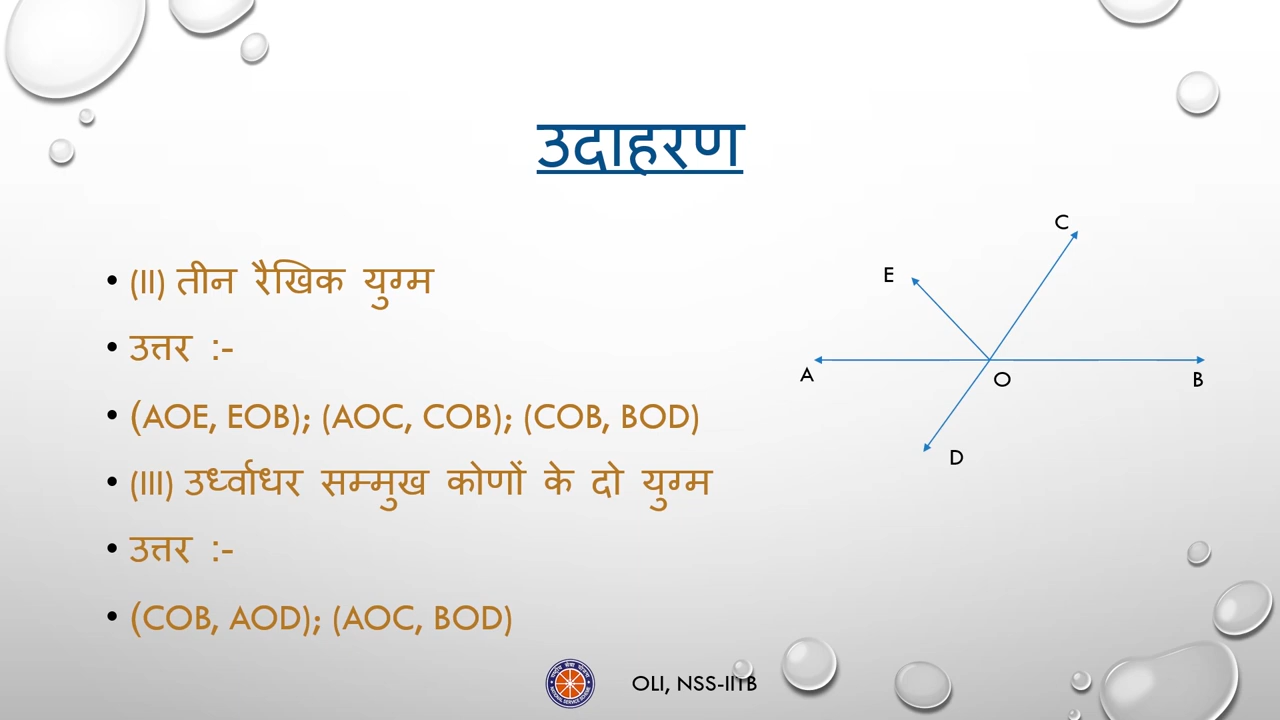 उदाहरण
• (II) तीन रैखिक युग्म
• उत्तर :-
• (AOE, EOB); (AOC, COB); (COB, BOD)
• (III) उर्ध्वाधर सम्मुख कोणों के दो युग्म
• उत्तर :-
• (COB, AOD); (AOC, BOD)
C
E
A
O
B
D
OLI, NSS-IITB